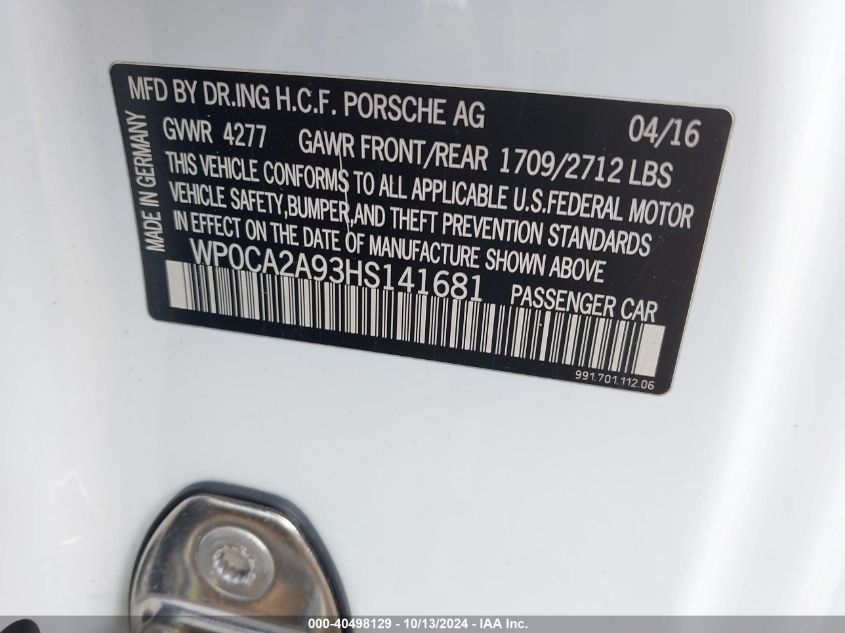 MFD BY DR.ING H.C.F. PORSCHE AG 04/16
MADE IN GERMANY
GVWR 4277 GAWR FRONT/REAR 1709/2712 LBS
THIS VEHICLE CONFORMS TO ALL APPLICABLE U.S.FEDERAL MOTOR
VEHICLE SAFETY,BUMPER,AND THEFT PREVENTION STANDARDS
IN EFFECT ON THE DATE OF MANUFACTURE SHOWN ABOVE
WP0CA2A93HS141681 PASSENGER CAR
991.701.112.06
000-40498129 - 10/13/2024 - IAA Inc.